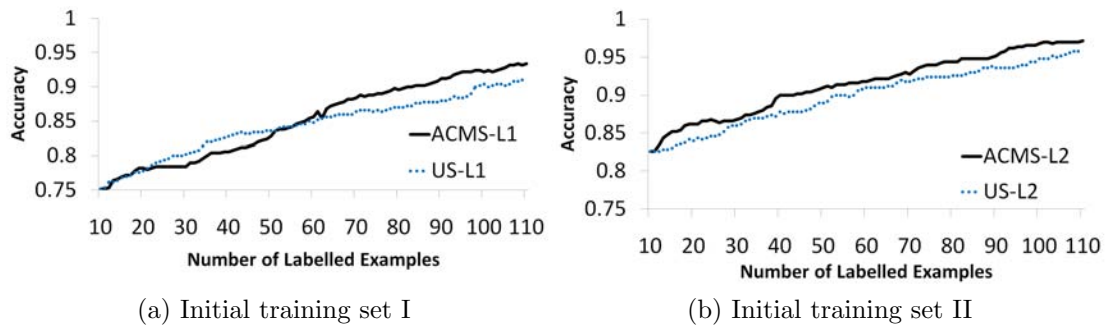 1
0.95
0.9
0.85
0.8
0.75
Accuracy
ACMS-L1
US-L1
10 20 30 40 50 60 70 80 90 100 110
Number of Labelled Examples
(a) Initial training set I
1
0.95
0.9
0.85
0.8
0.75
Accuracy
ACMS-L2
US-L2
10 20 30 40 50 60 70 80 90 100 110
Number of Labelled Examples
(b) Initial training set II